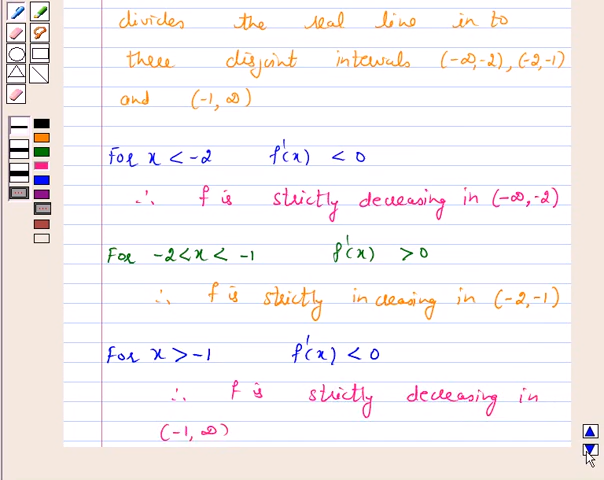 divides the real line in to
these disjoint intervals (-∞,-2), (-2,-1)
and (-1, ∞)
For x < -2 f'(x) < 0
∴ f is strictly decreasing in (-∞,-2)
For -2 < x < -1 f'(x) > 0
∴ f is strictly increasing in (-2,-1)
For x > -1 f'(x) < 0
∴ f is strictly decreasing in
(-1, ∞)